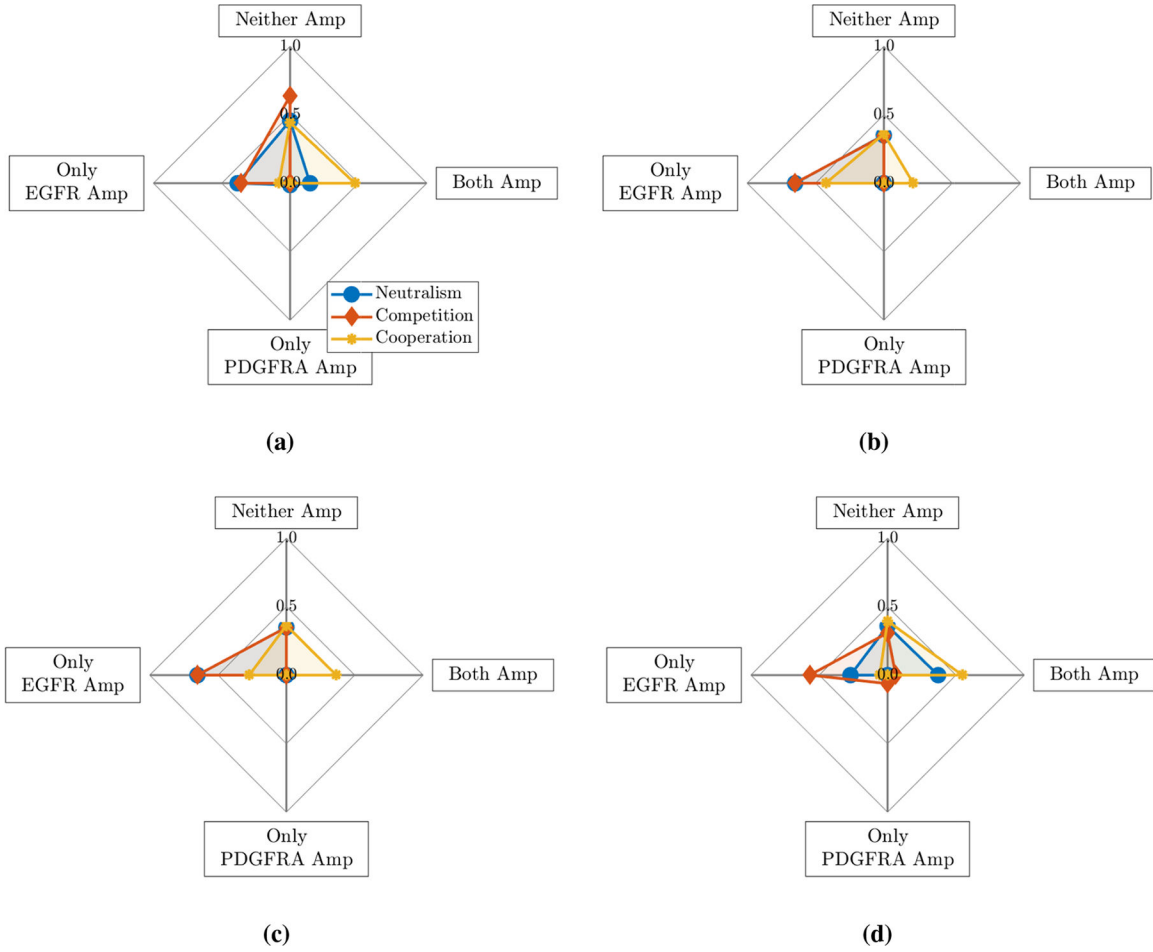 Neither Amp
1.0
0.5
Only
EGFR Amp
0.0
Both Amp
Neutralism
Competition
Cooperation
Only
PDGFRA Amp
(a)
Neither Amp
1.0
0.5
Only
EGFR Amp
0.0
Both Amp
Only
PDGFRA Amp
(b)
Neither Amp
1.0
0.5
Only
EGFR Amp
0.0
Both Amp
Only
PDGFRA Amp
(c)
Neither Amp
1.0
0.5
Only
EGFR Amp
0.0
Both Amp
Only
PDGFRA Amp
(d)